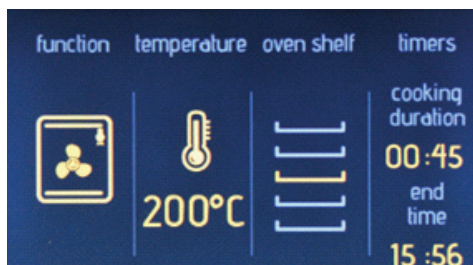 function temperature oven shelf timers
cooking
duration
00:45
200°C
end
time
15:56